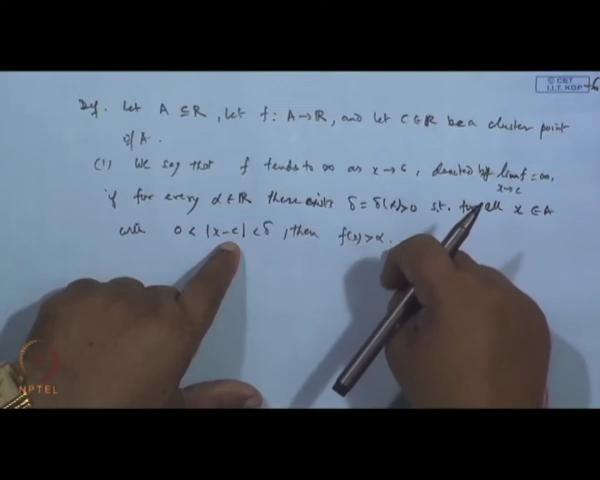 © CET
I.I.T. KGP
Def. Let A ⊆ R, Let f: A→R, and let C∈R be a cluster point
of A.
(1) We say that f tends to ∞ as x→c, denoted by lim f = ∞,
x→c
if for every α∈R there exists δ = δ(α)>0 s.t. for all x ∈ A
with 0 < |x-c| < δ, then f(x) > α.
NPTEL